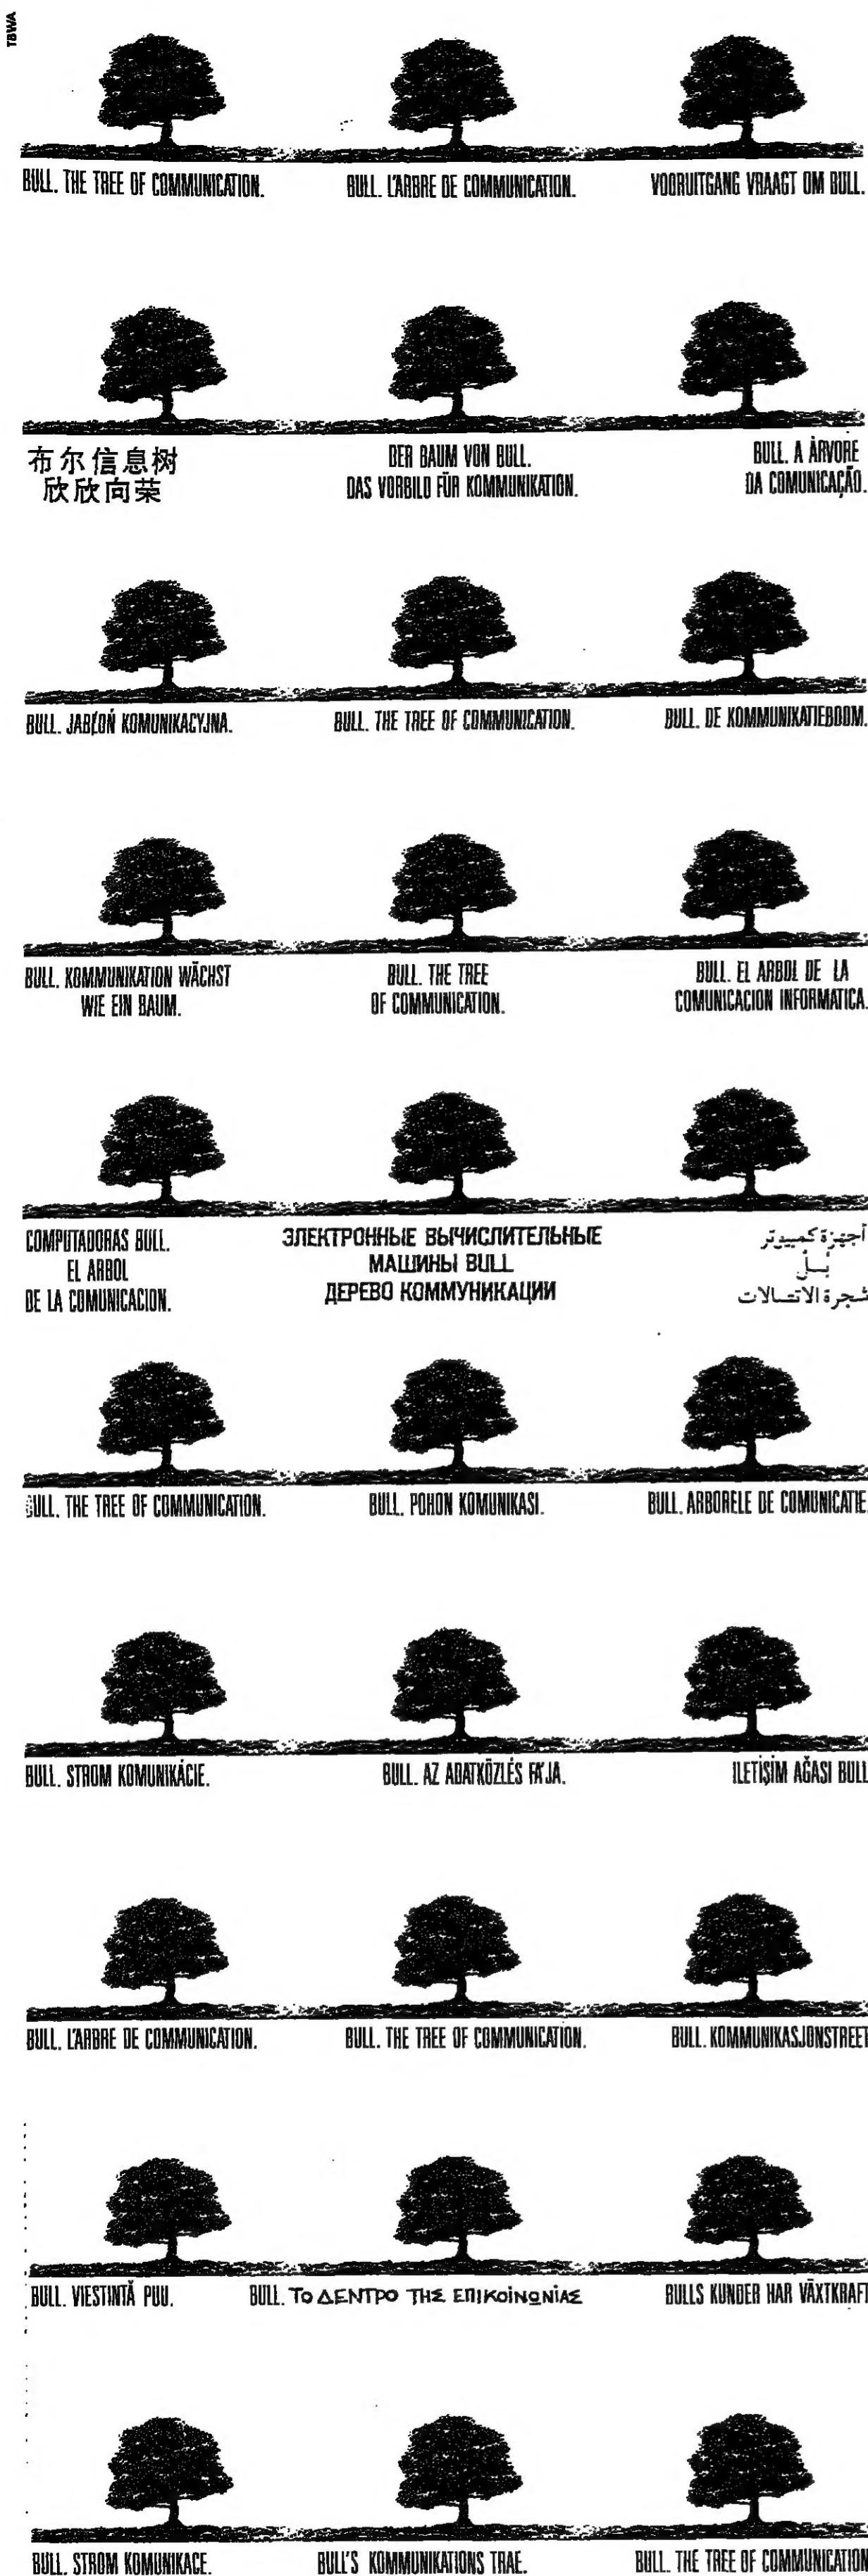 TBWA
BULL. THE TREE OF COMMUNICATION.
BULL. L'ARBRE DE COMMUNICATION.
VOORUITGANG VRAAGT OM BULL.
布尔信息树
欣欣向荣
DER BAUM VON BULL.
DAS VORBILD FÜR KOMMUNIKATION.
BULL. A ÀRVORE
DA COMUNICAÇÃO.
BULL. JABŁOŃ KOMUNIKACYJNA.
BULL. THE TREE OF COMMUNICATION.
BULL. DE KOMMUNIKATIEBOOM.
BULL. KOMMUNIKATION WÄCHST
WIE EIN BAUM.
BULL. THE TREE
OF COMMUNICATION.
BULL. EL ARBOL DE LA
COMUNICACION INFORMATICA.
COMPUTADORAS BULL.
EL ARBOL
DE LA COMUNICACION.
ЭЛЕКТРОННЫЕ ВЫЧИСЛИТЕЛЬНЫЕ
МАШИНЫ BULL
ДЕРЕВО КОММУНИКАЦИИ
أجهزة كمبيوتر
بُـل
شجرة الاتصالات
BULL. THE TREE OF COMMUNICATION.
BULL. POHON KOMUNIKASI.
BULL. ARBORELE DE COMUNICATIE.
BULL. STROM KOMUNIKÁCIE.
BULL. AZ ADATKÖZLÉS FÁ'JA.
ILETİŞİM AĞASI BULL
BULL. L'ARBRE DE COMMUNICATION.
BULL. THE TREE OF COMMUNICATION.
BULL. KOMMUNIKASJONSTREET
BULL. VIESTINTÄ PUU.
BULL. ΤΟ ΔΕΝΤΡΟ ΤΗΣ ΕΠΙΚΟΙΝΩΝΙΑΣ
BULLS KUNDER HAR VÄXTKRAFT
BULL. STROM KOMUNIKACE.
BULL'S KOMMUNIKATIONS TRAE.
BULL. THE TREE OF COMMUNICATION